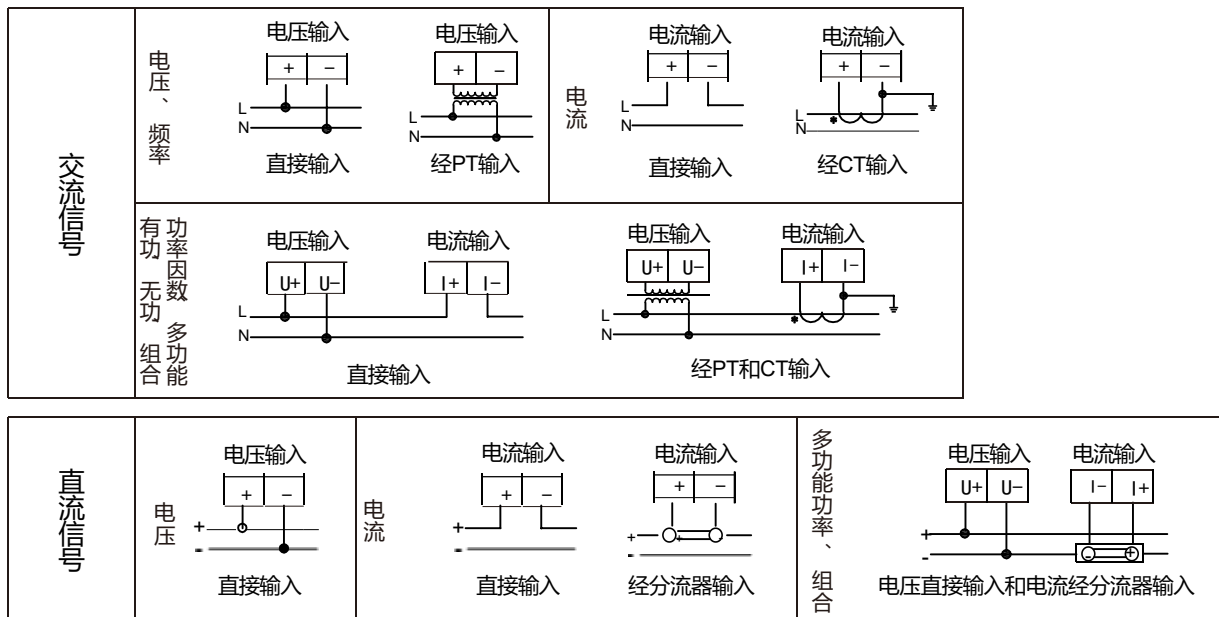 交流信号
电压、频率
电压输入
+ −
L
N
直接输入
电压输入
+ −
L
N
经PT输入
电流
电流输入
+ −
L
N
直接输入
电流输入
+ −
L
N
*
经CT输入
有功、无功、组合
功率因数、多功能
电压输入
U+ U−
电流输入
I+ I−
L
N
直接输入
电压输入
U+ U−
电流输入
I+ I−
L
N
*
经PT和CT输入
直流信号
电压
电压输入
+ −
+
-
直接输入
电流
电流输入
+ −
+
-
直接输入
电流输入
+ −
+
-
+ -
经分流器输入
多功能功率、组合
电压输入
U+ U−
电流输入
I− I+
+
-
- +
电压直接输入和电流经分流器输入